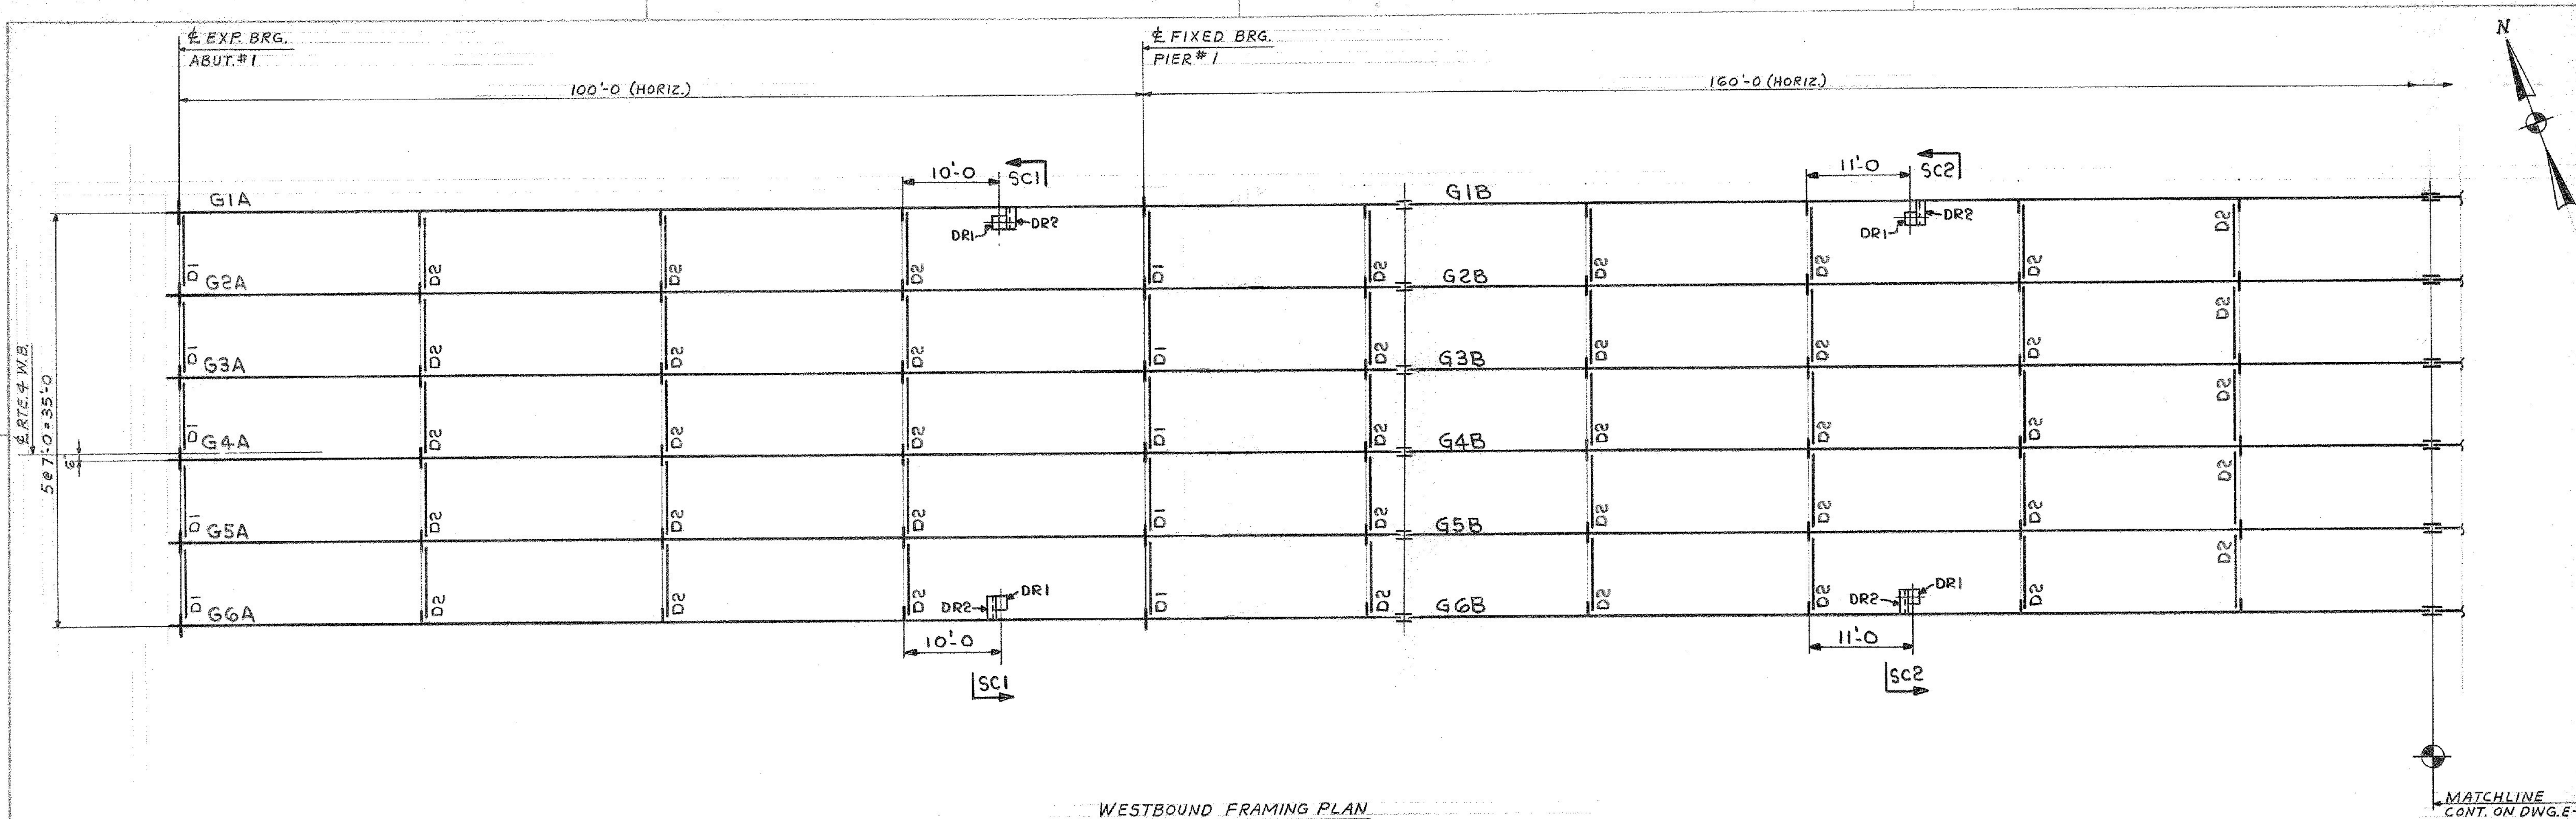 ℄ EXP. BRG.
ABUT.#1
℄ FIXED BRG.
PIER #1
N
100'-0 (HORIZ.)
160'-0 (HORIZ.)
10'-0
SC1
11'-0
SC2
G1A
G1B
DR1
DR2
DR1
DR2
D2
D1
D2
D2
D2
D1
D2
D2
D2
D2
G2A
G2B
D2
D1
D2
D2
D2
D1
D2
D2
D2
D2
G3A
G3B
D2
℄ RTE. 4 W.B.
5@7'-0=35'-0
6"
D1
D2
D2
D2
D1
D2
D2
D2
D2
G4A
G4B
D2
D1
D2
D2
D2
D1
D2
D2
D2
D2
G5A
G5B
D2
D1
D2
D2
D2
D1
D2
D2
D2
D2
G6A
G6B
DR2
DR1
DR2
DR1
10'-0
11'-0
SC1
SC2
WESTBOUND FRAMING PLAN
MATCHLINE
CONT. ON DWG.E-